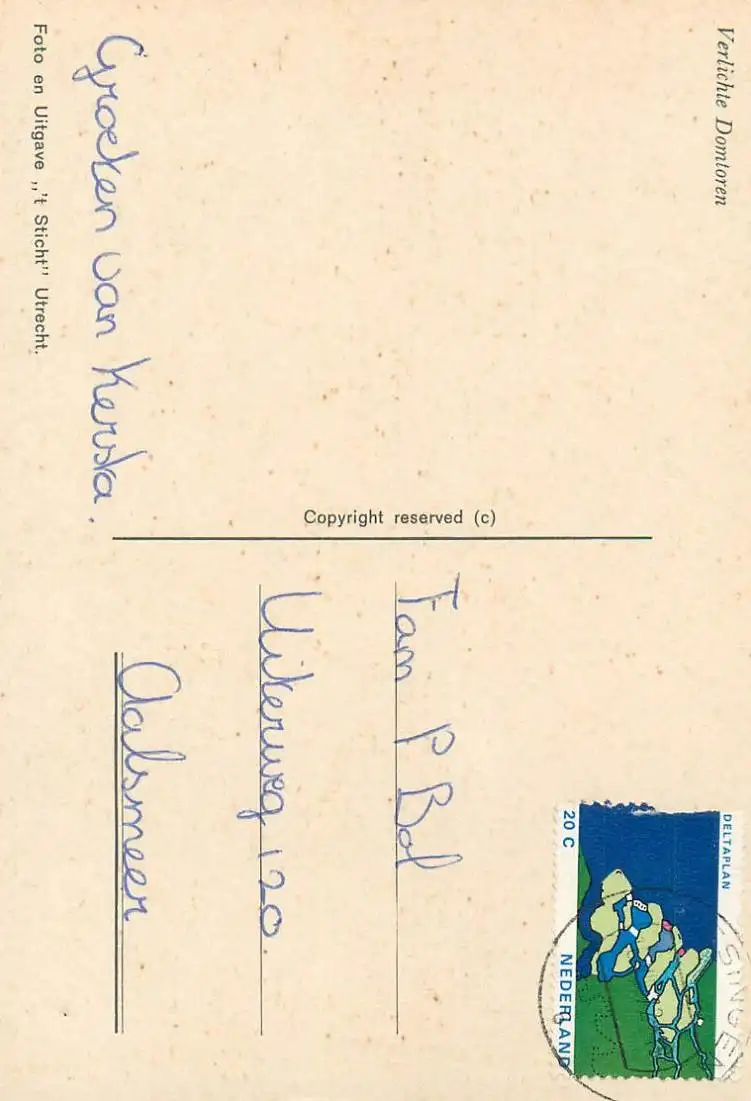 Verlichte Domtoren
Groeten van Kerska.
Foto en Uitgave ,,'t Sticht" Utrecht.
Copyright reserved (c)
DELTAPLAN
20 C
NEDERLAND
Fam P Bol
Uiterweg 120.
Aalsmeer